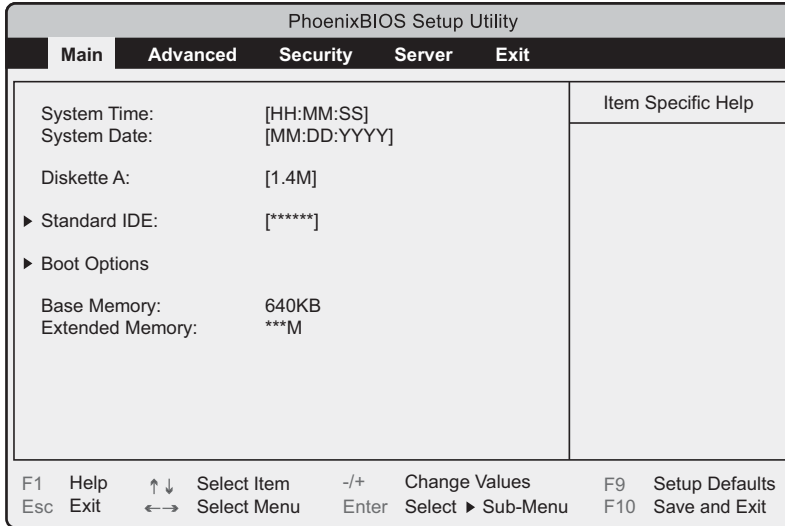 PhoenixBIOS Setup Utility
Main Advanced Security Server Exit
System Time: [HH:MM:SS]
System Date: [MM:DD:YYYY]
Diskette A: [1.4M]
▶ Standard IDE: [******]
▶ Boot Options
Base Memory: 640KB
Extended Memory: ***M
Item Specific Help
F1 Help ↑↓ Select Item -/+ Change Values F9 Setup Defaults
Esc Exit ←→ Select Menu Enter Select ▶ Sub-Menu F10 Save and Exit